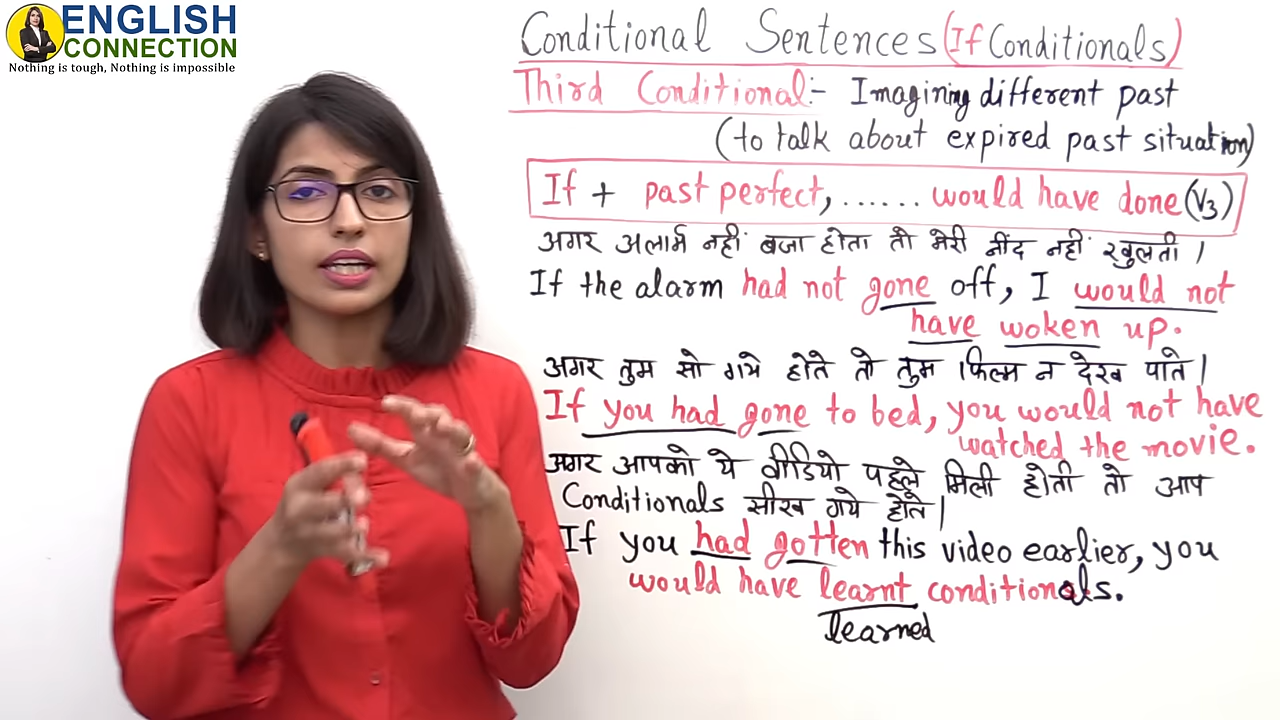 ENGLISH
CONNECTION
Nothing is tough, Nothing is impossible
Conditional Sentences (If Conditionals)
Third Conditional:- Imagining different past
(to talk about expired past situation)
If + past perfect, ...... would have done (V3)
अगर अलार्म नहीं बजा होता तो मेरी नींद नहीं खुलती।
If the alarm had not gone off, I would not
have woken up.
अगर तुम सो गये होते तो तुम फिल्म न देख पाते।
If you had gone to bed, you would not have
watched the movie.
अगर आपको ये वीडियो पहले मिली होती तो आप
Conditionals सीख गये होते।
If you had gotten this video earlier, you
would have learnt conditionals.
learned